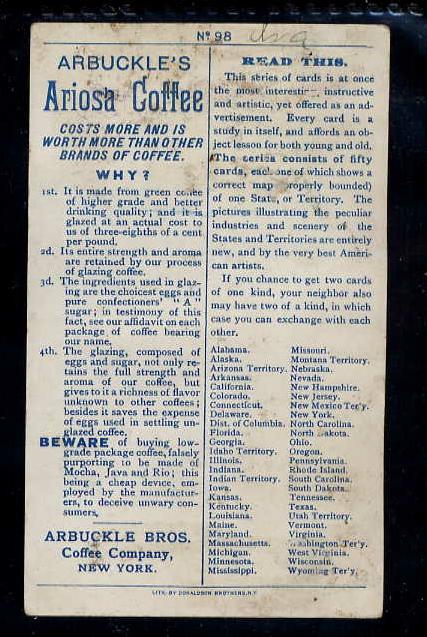 No 98
ARBUCKLE'S
Ariosa Coffee
COSTS MORE AND IS
WORTH MORE THAN OTHER
BRANDS OF COFFEE.
WHY?
1st. It is made from green coffee
of higher grade and better
drinking quality; and it is
glazed at an actual cost to
us of three-eighths of a cent
per pound.
2d. Its entire strength and aroma
are retained by our process
of glazing coffee.
3d. The ingredients used in glaz-
ing are the choicest eggs and
pure confectioners' "A"
sugar; in testimony of this
fact, see our affidavit on each
package of coffee bearing
our name.
4th. The glazing, composed of
eggs and sugar, not only re-
tains the full strength and
aroma of our coffee, but
gives to it a richness of flavor
unknown to other coffees;
besides it saves the expense
of eggs used in settling un-
glazed coffee.
BEWARE of buying low-
grade package coffee, falsely
purporting to be made of
Mocha, Java and Rio; this
being a cheap device, em-
ployed by the manufactur-
ers, to deceive unwary con-
sumers.
ARBUCKLE BROS.
Coffee Company,
NEW YORK.
READ THIS.
This series of cards is at once
the most interesting, instructive
and artistic, yet offered as an ad-
vertisement. Every card is a
study in itself, and affords an ob-
ject lesson for both young and old.
The series consists of fifty
cards, each one of which shows a
correct map (properly bounded)
of one State, or Territory. The
pictures illustrating the peculiar
industries and scenery of the
States and Territories are entirely
new, and by the very best Ameri-
can artists.
If you chance to get two cards
of one kind, your neighbor also
may have two of a kind, in which
case you can exchange with each
other.
Alabama.
Alaska.
Arizona Territory.
Arkansas.
California.
Colorado.
Connecticut.
Delaware.
Dist. of Columbia.
Florida.
Georgia.
Idaho Territory.
Illinois.
Indiana.
Indian Territory.
Iowa.
Kansas.
Kentucky.
Louisiana.
Maine.
Maryland.
Massachusetts.
Michigan.
Minnesota.
Mississippi.
Missouri.
Montana Territory.
Nebraska.
Nevada.
New Hampshire.
New Jersey.
New Mexico Ter'y.
New York.
North Carolina.
North Dakota.
Ohio.
Oregon.
Pennsylvania.
Rhode Island.
South Carolina.
South Dakota.
Tennessee.
Texas.
Utah Territory.
Vermont.
Virginia.
Washington Ter'y.
West Virginia.
Wisconsin.
Wyoming Ter'y.
LITH. BY DONALDSON BROTHERS, N.Y.